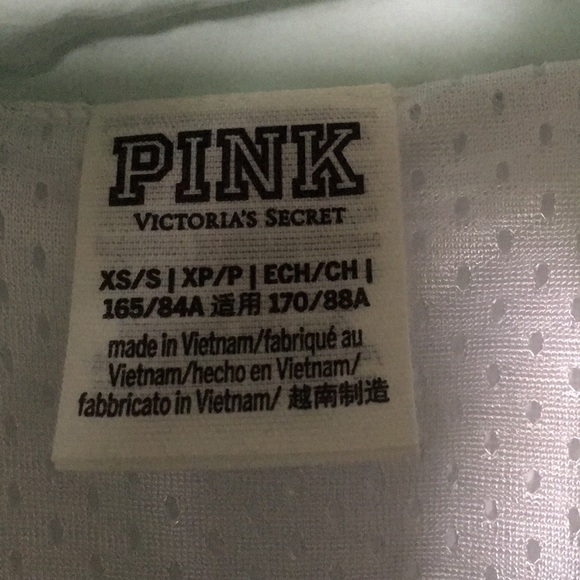 PINK
VICTORIA'S SECRET
XS/S | XP/P | ECH/CH |
165/84A 适用 170/88A
made in Vietnam/fabriqué au
Vietnam/hecho en Vietnam/
fabbricato in Vietnam/ 越南制造